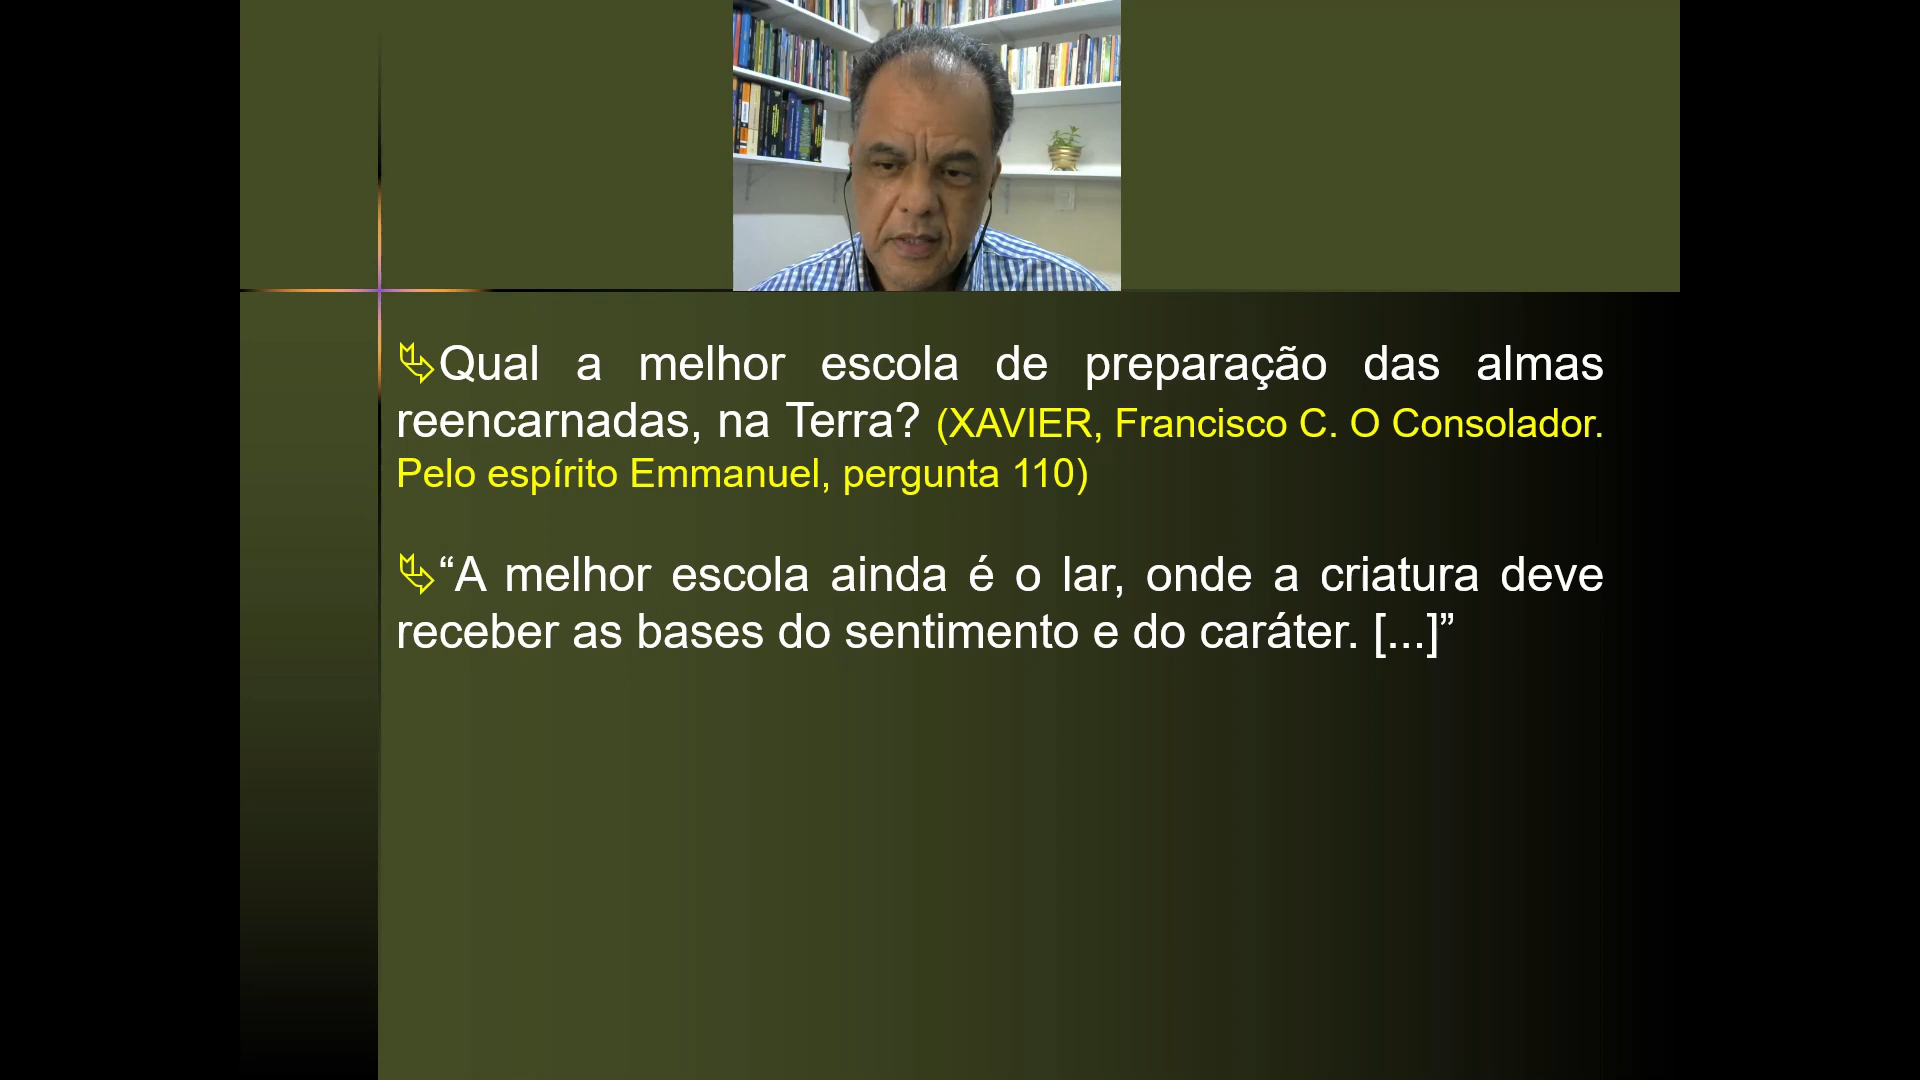 Qual a melhor escola de preparação das almas
reencarnadas, na Terra? (XAVIER, Francisco C. O Consolador.
Pelo espírito Emmanuel, pergunta 110)
“A melhor escola ainda é o lar, onde a criatura deve
receber as bases do sentimento e do caráter. [...]”